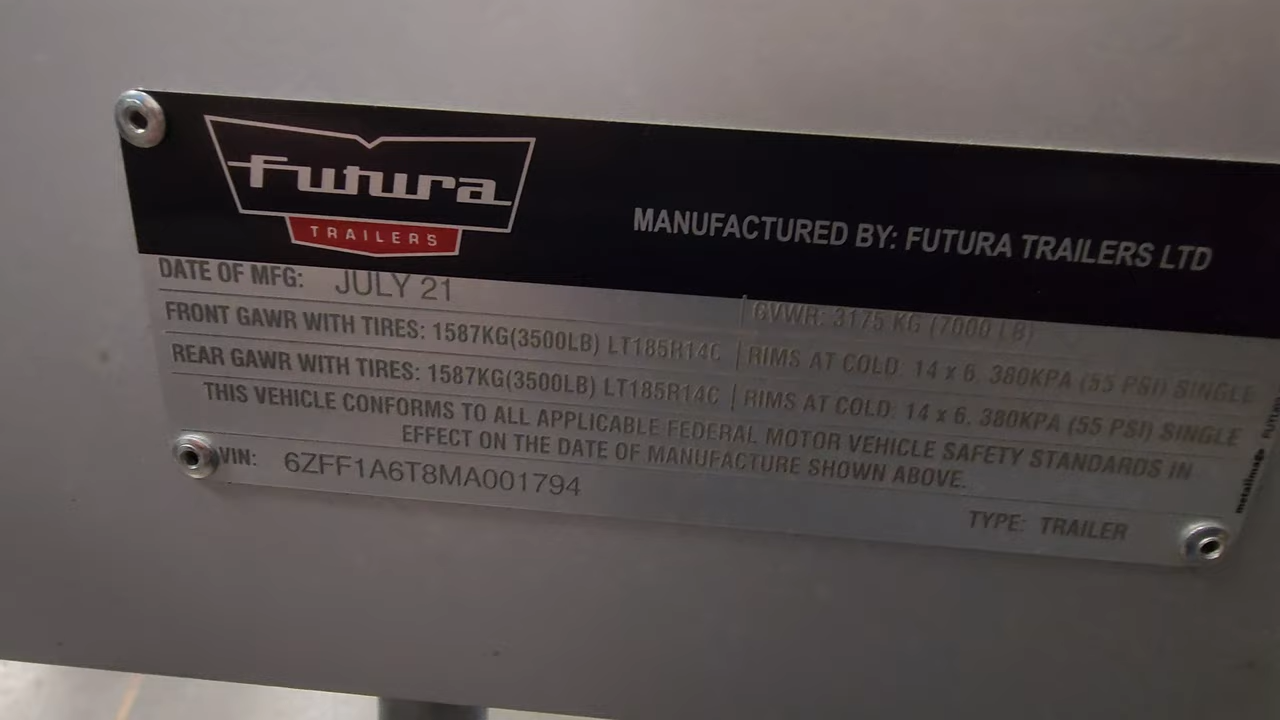 Futura
TRAILERS
MANUFACTURED BY: FUTURA TRAILERS LTD
DATE OF MFG: JULY 21
GVWR: 3175 KG (7000 LB)
FRONT GAWR WITH TIRES: 1587KG(3500LB) LT185R14C | RIMS AT COLD: 14 x 6, 380KPA (55 PSI) SINGLE
REAR GAWR WITH TIRES: 1587KG(3500LB) LT185R14C | RIMS AT COLD: 14 x 6, 380KPA (55 PSI) SINGLE
THIS VEHICLE CONFORMS TO ALL APPLICABLE FEDERAL MOTOR VEHICLE SAFETY STANDARDS IN
EFFECT ON THE DATE OF MANUFACTURE SHOWN ABOVE.
VIN: 6ZFF1A6T8MA001794
TYPE: TRAILER